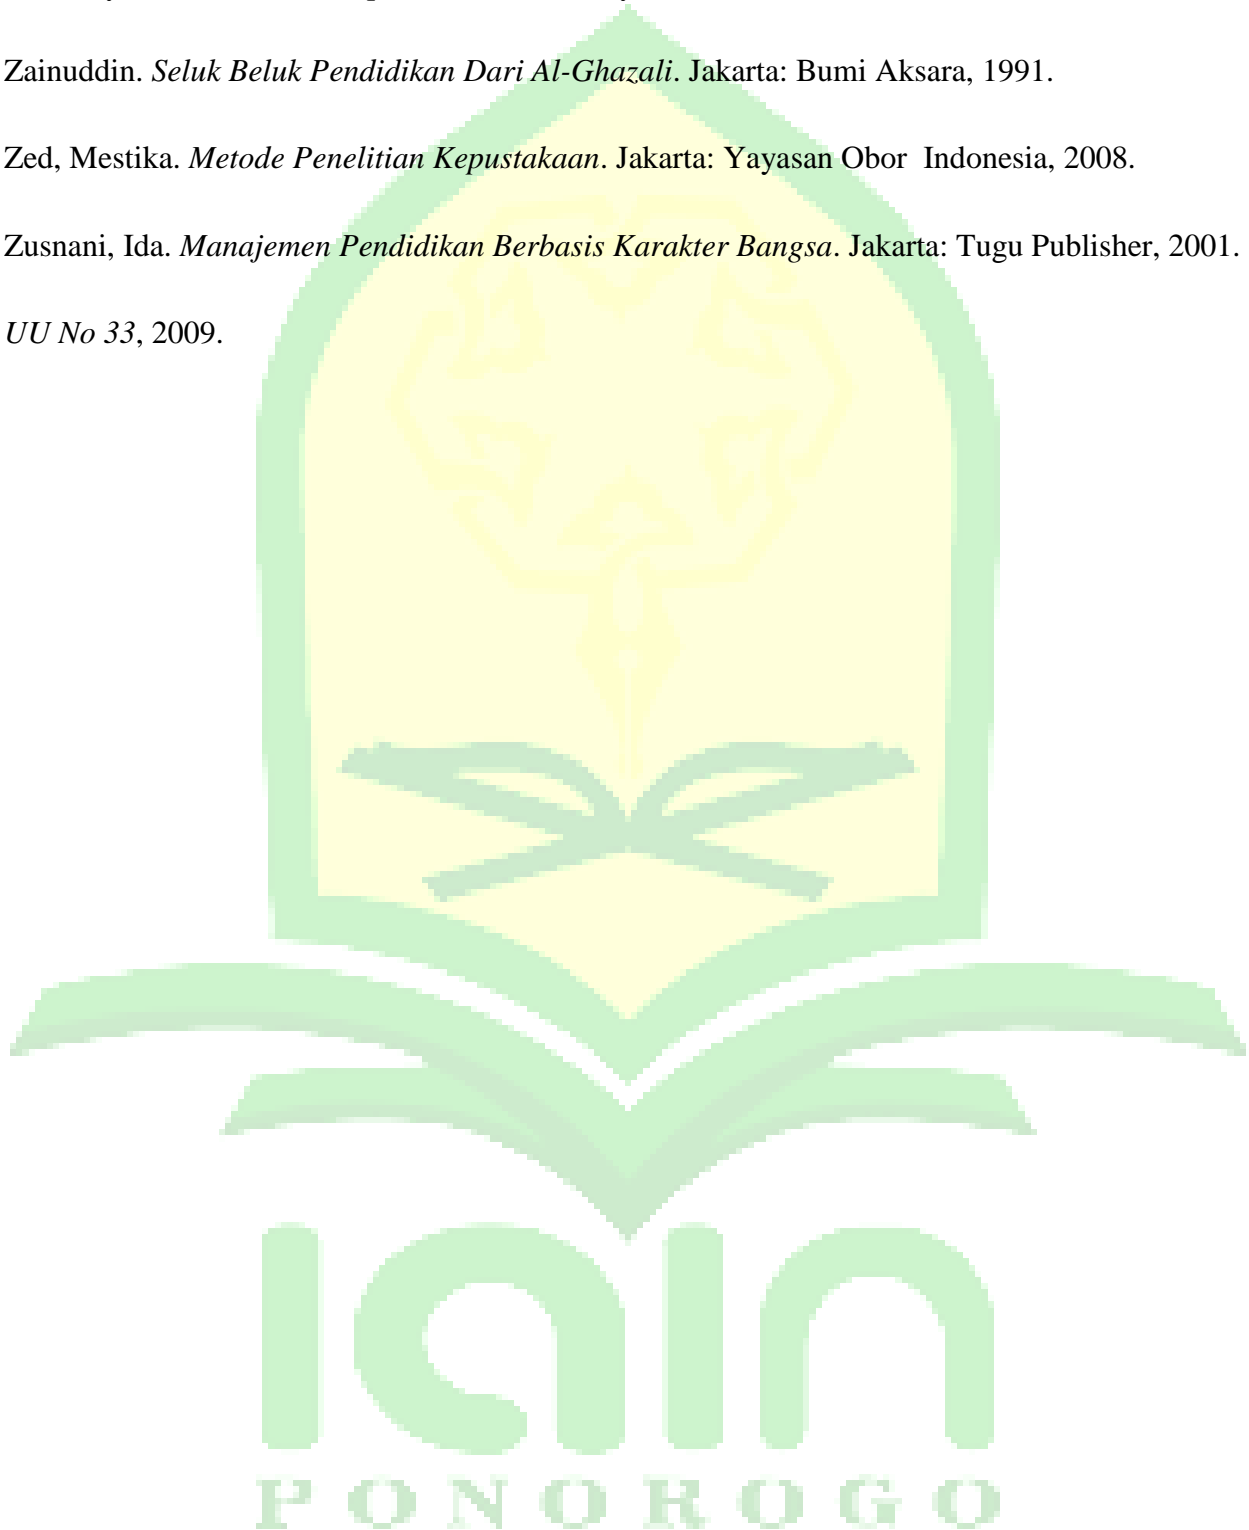 Zainuddin. Seluk Beluk Pendidikan Dari Al-Ghazali. Jakarta: Bumi Aksara, 1991.
Zed, Mestika. Metode Penelitian Kepustakaan. Jakarta: Yayasan Obor Indonesia, 2008.
Zusnani, Ida. Manajemen Pendidikan Berbasis Karakter Bangsa. Jakarta: Tugu Publisher, 2001.
UU No 33, 2009.
iain
PONOROGO